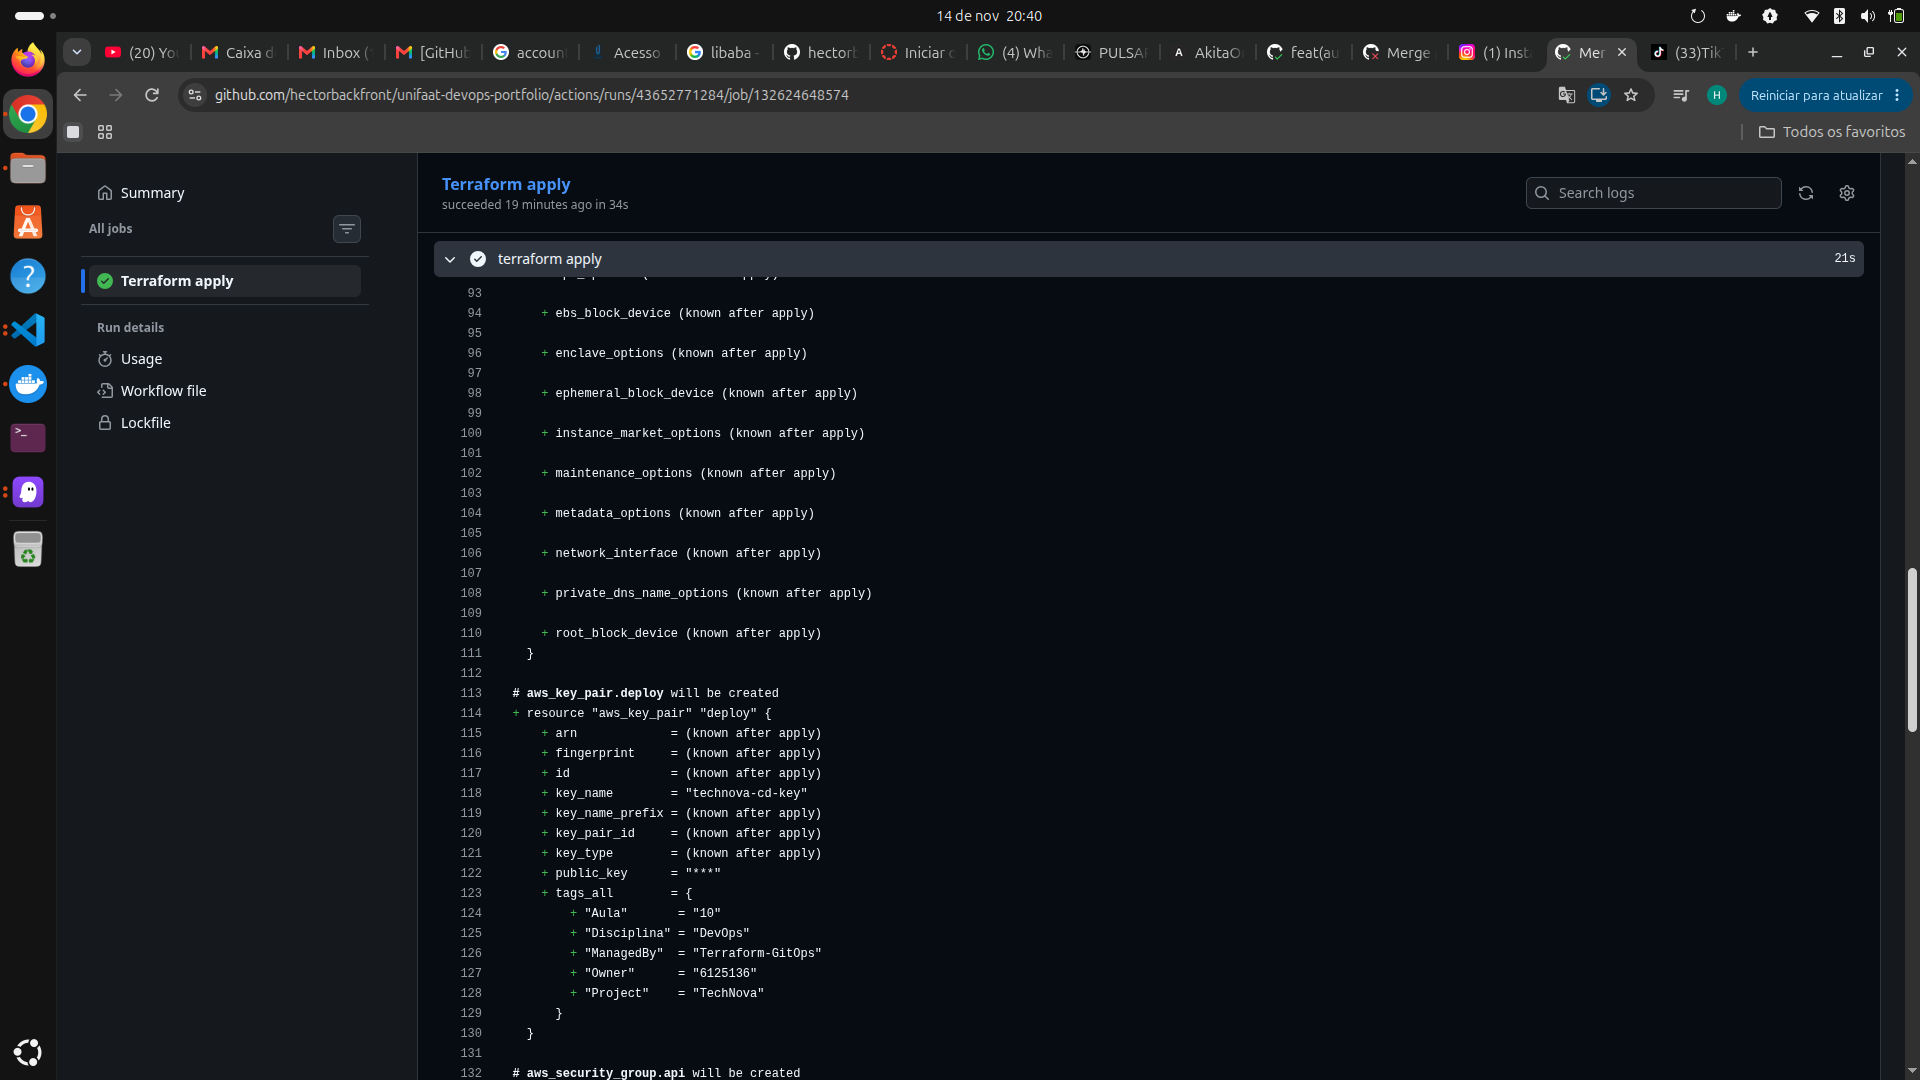 14 de nov 20:40
(20) Yo
Caixa d
Inbox (
[GitHub
accoun
Acesso
libaba -
hectorb
Iniciar c
(4) Wha
PULSAR
AkitaO
feat(au
Merge
(1) Inst
Mer
(33)Tik
github.com/hectorbackfront/unifaat-devops-portfolio/actions/runs/43652771284/job/132624648574
H
Reiniciar para atualizar
Todos os favoritos
Summary
All jobs
Terraform apply
Run details
Usage
Workflow file
Lockfile
Terraform apply
succeeded 19 minutes ago in 34s
Search logs
terraform apply
21s
93
94 + ebs_block_device (known after apply)
95
96 + enclave_options (known after apply)
97
98 + ephemeral_block_device (known after apply)
99
100 + instance_market_options (known after apply)
101
102 + maintenance_options (known after apply)
103
104 + metadata_options (known after apply)
105
106 + network_interface (known after apply)
107
108 + private_dns_name_options (known after apply)
109
110 + root_block_device (known after apply)
111 }
112
113 # aws_key_pair.deploy will be created
114 + resource "aws_key_pair" "deploy" {
115 + arn = (known after apply)
116 + fingerprint = (known after apply)
117 + id = (known after apply)
118 + key_name = "technova-cd-key"
119 + key_name_prefix = (known after apply)
120 + key_pair_id = (known after apply)
121 + key_type = (known after apply)
122 + public_key = "***"
123 + tags_all = {
124 + "Aula" = "10"
125 + "Disciplina" = "DevOps"
126 + "ManagedBy" = "Terraform-GitOps"
127 + "Owner" = "6125136"
128 + "Project" = "TechNova"
129 }
130 }
131
132 # aws_security_group.api will be created